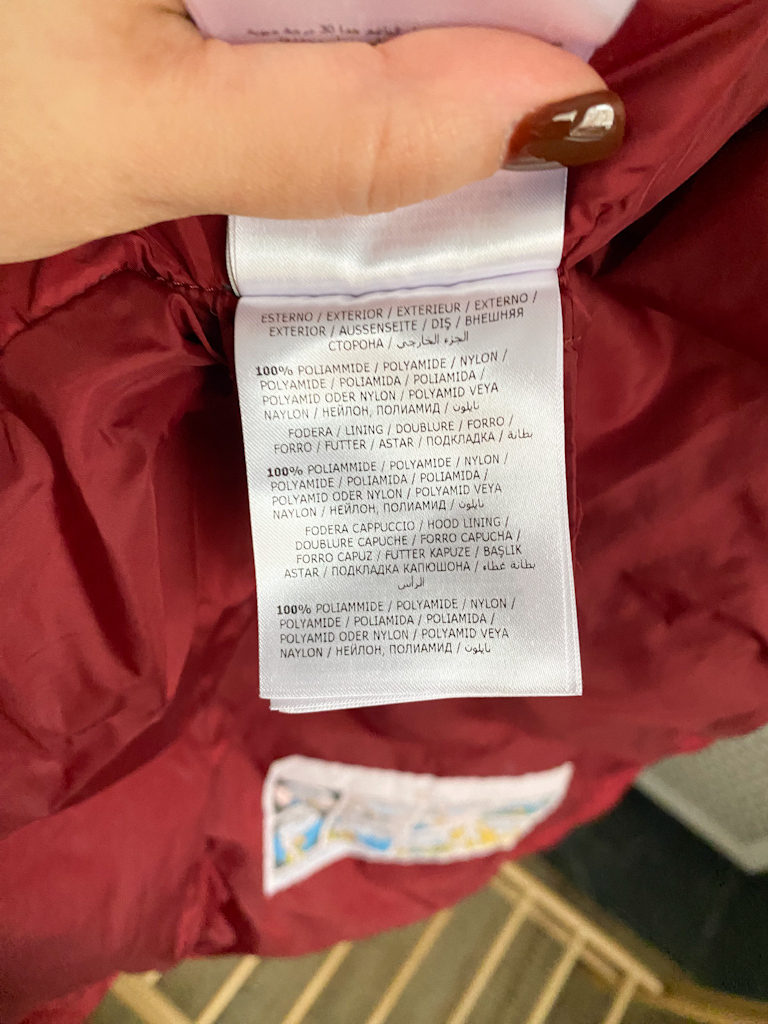 ESTERNO / EXTERIOR / EXTERIEUR / EXTERNO /
EXTERIOR / AUSSENSEITE / DIŞ / ВНЕШНЯЯ
СТОРОНА / الجزء الخارجي
100% POLIAMMIDE / POLYAMIDE / NYLON /
POLYAMIDE / POLIAMIDA / POLIAMIDA /
POLYAMID ODER NYLON / POLYAMID VEYA
NAYLON / НЕЙЛОН, ПОЛИАМИД / نايلون
FODERA / LINING / DOUBLURE / FORRO /
FORRO / FUTTER / ASTAR / ПОДКЛАДКА / بطانة
100% POLIAMMIDE / POLYAMIDE / NYLON /
POLYAMIDE / POLIAMIDA / POLIAMIDA /
POLYAMID ODER NYLON / POLYAMID VEYA
NAYLON / НЕЙЛОН, ПОЛИАМИД / نايلون
FODERA CAPPUCCIO / HOOD LINING /
DOUBLURE CAPUCHE / FORRO CAPUCHA /
FORRO CAPUZ / FUTTER KAPUZE / BAŞLIK
ASTAR / ПОДКЛАДКА КАПЮШОНА / بطانة غطاء
الرأس
100% POLIAMMIDE / POLYAMIDE / NYLON /
POLYAMIDE / POLIAMIDA / POLIAMIDA /
POLYAMID ODER NYLON / POLYAMID VEYA
NAYLON / НЕЙЛОН, ПОЛИАМИД / نايلون